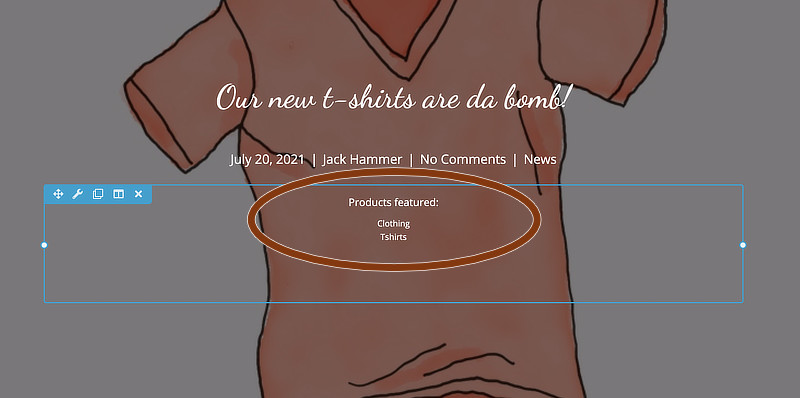 Our new t-shirts are da bomb!
July 20, 2021 | Jack Hammer | No Comments | News
Products featured:
Clothing
Tshirts